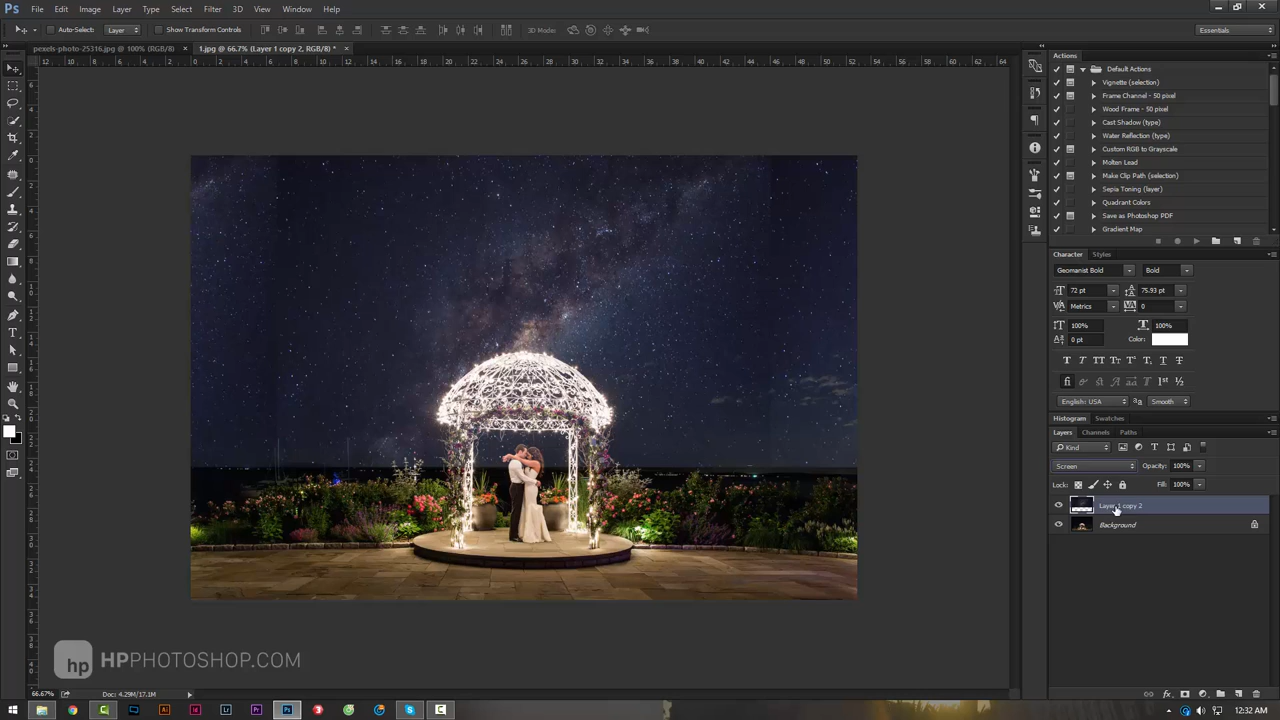 Ps File Edit Image Layer Type Select Filter 3D View Window Help
Auto-Select: Layer Show Transform Controls 3D Mode: Essentials
pexels-photo-25316.jpg @ 100% (RGB/8) × 1.jpg @ 66.7% (Layer 1 copy 2, RGB/8) * ×
Actions
Default Actions
Vignette (selection)
Frame Channel - 50 pixel
Wood Frame - 50 pixel
Cast Shadow (type)
Water Reflection (type)
Custom RGB to Grayscale
Molten Lead
Make Clip Path (selection)
Sepia Toning (layer)
Quadrant Colors
Save as Photoshop PDF
Gradient Map
Character Styles
Geomanist Bold Bold
72 pt 75.93 pt
Metrics 0
100% 100%
0 pt Color:
English: USA Smooth
Histogram Swatches
Layers Channels Paths
Kind
Screen Opacity: 100%
Lock: Fill: 100%
Layer 1 copy 2
Background
hp HPPHOTOSHOP.COM
66.67% Doc: 4.29M/17.1M
12:32 AM